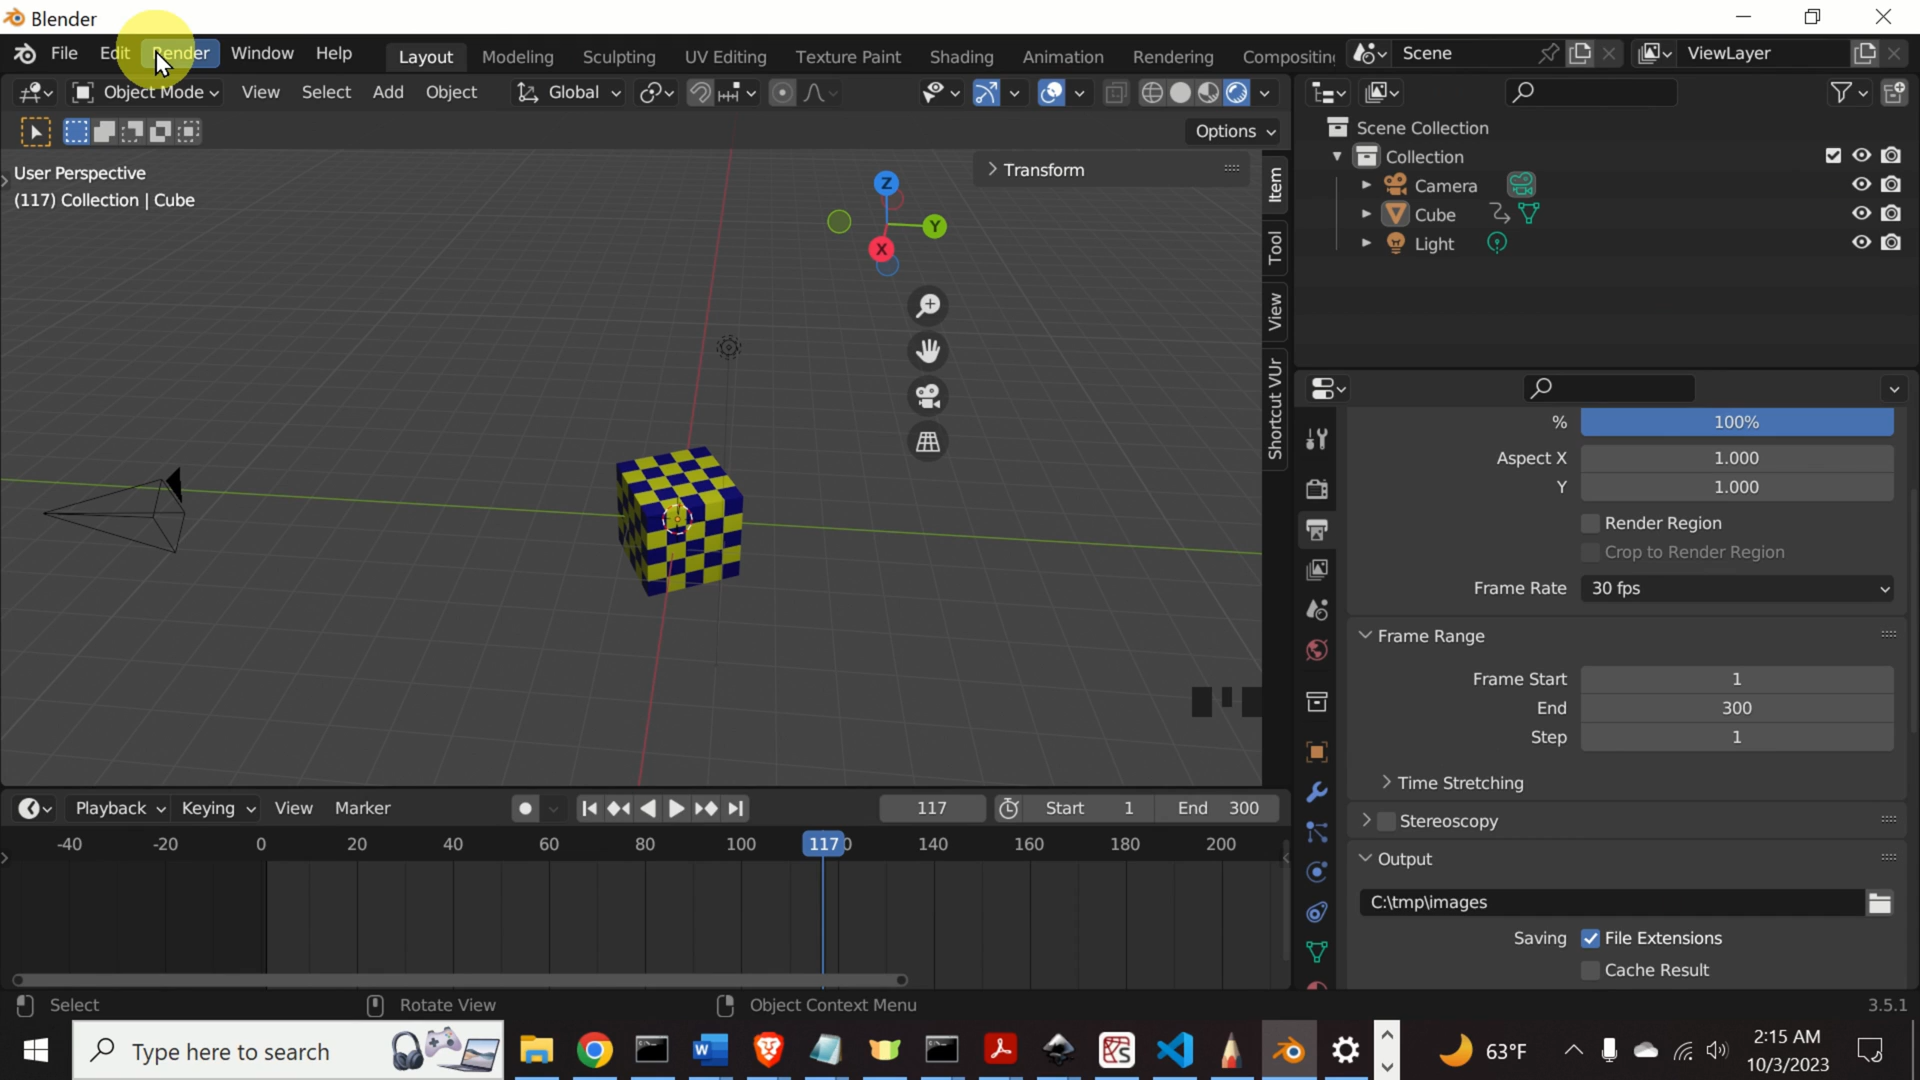 Blender
File Edit Render Window Help Layout Modeling Sculpting UV Editing Texture Paint Shading Animation Rendering Scene ViewLayer
Object Mode View Select Add Object Global
Options
User Perspective
(117) Collection | Cube
Transform
Z
Y
X
Item
Tool
View
Shortcut VUr
Scene Collection
Collection
Camera
Cube
Light
% 100%
Aspect X 1.000
Y 1.000
Render Region
Crop to Render Region
Frame Rate 30 fps
Frame Range
Frame Start 1
End 300
Step 1
Time Stretching
Stereoscopy
Output
C:\tmp\images
Saving File Extensions
Cache Result
Playback Keying View Marker 117 Start 1 End 300
-40 -20 0 20 40 60 80 100 117 140 160 180 200
Select Rotate View Object Context Menu 3.5.1
Type here to search 63°F 2:15 AM
10/3/2023